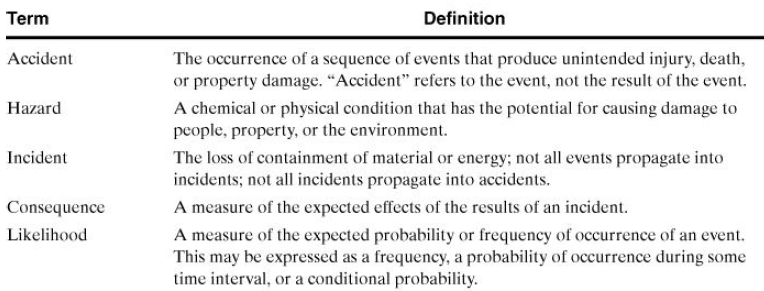 Term Definition
Accident The occurrence of a sequence of events that produce unintended injury, death,
or property damage. “Accident” refers to the event, not the result of the event.
Hazard A chemical or physical condition that has the potential for causing damage to
people, property, or the environment.
Incident The loss of containment of material or energy; not all events propagate into
incidents; not all incidents propagate into accidents.
Consequence A measure of the expected effects of the results of an incident.
Likelihood A measure of the expected probability or frequency of occurrence of an event.
This may be expressed as a frequency, a probability of occurrence during some
time interval, or a conditional probability.